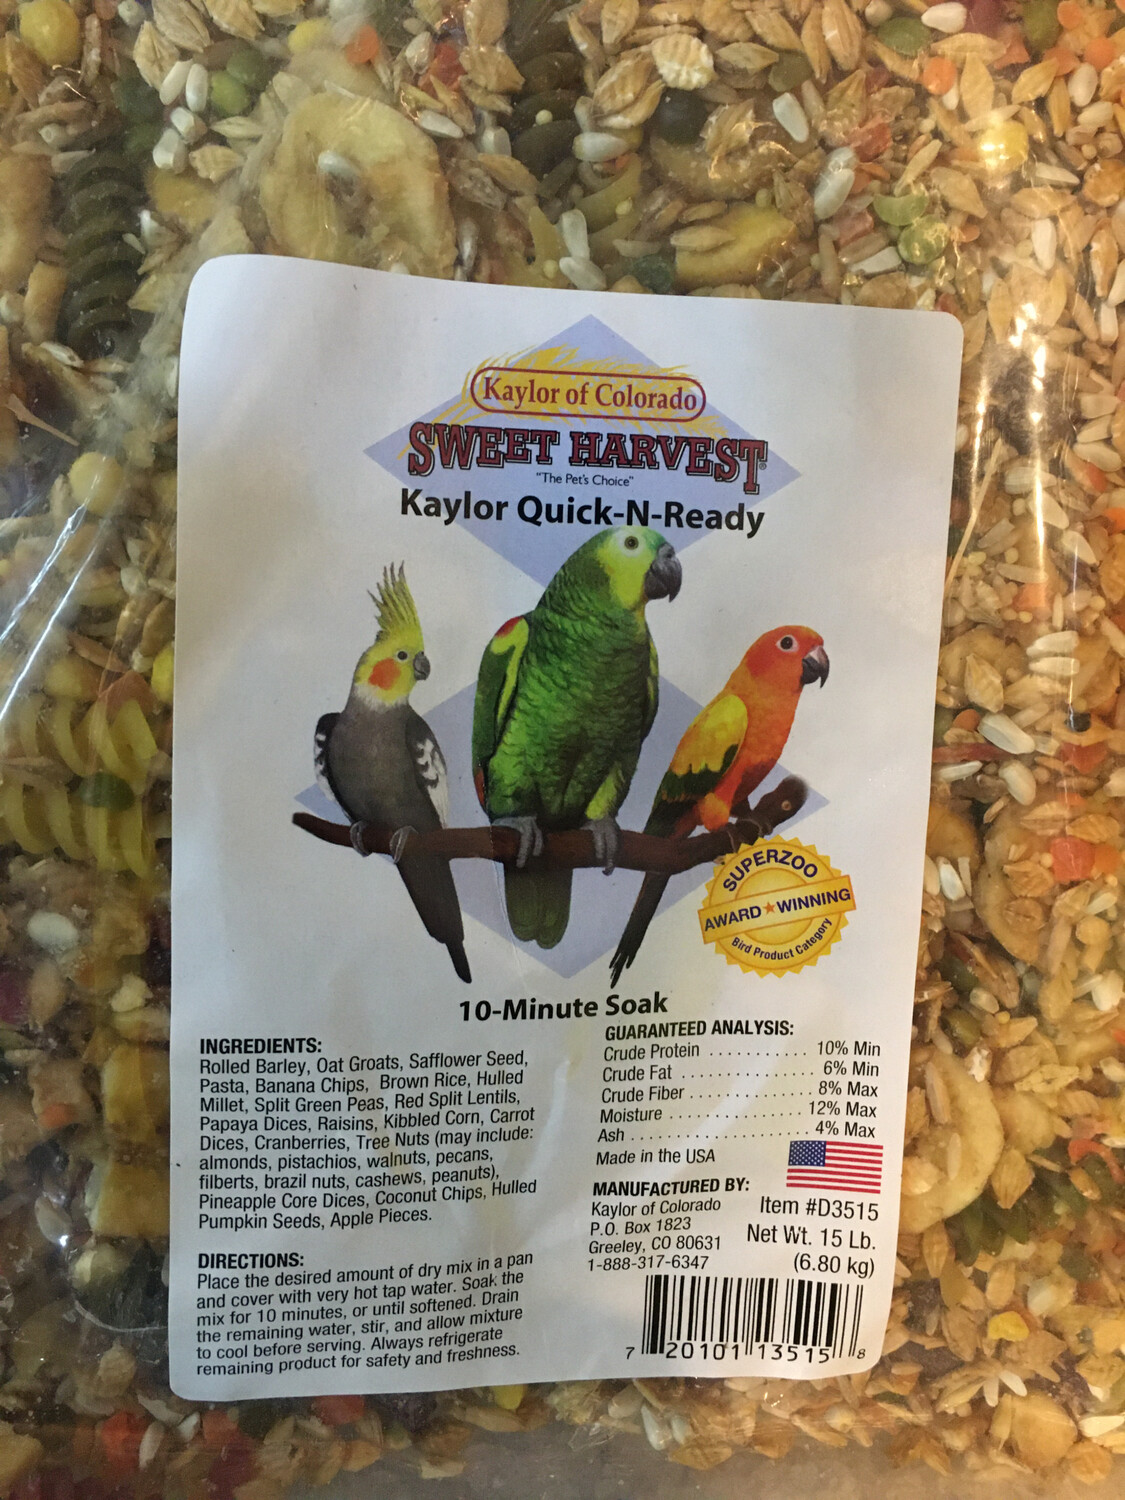 Kaylor of Colorado
SWEET HARVEST®
"The Pet's Choice"
Kaylor Quick-N-Ready
SUPERZOO
AWARD★WINNING
Bird Product Category
10-Minute Soak
INGREDIENTS:
Rolled Barley, Oat Groats, Safflower Seed,
Pasta, Banana Chips, Brown Rice, Hulled
Millet, Split Green Peas, Red Split Lentils,
Papaya Dices, Raisins, Kibbled Corn, Carrot
Dices, Cranberries, Tree Nuts (may include:
almonds, pistachios, walnuts, pecans,
filberts, brazil nuts, cashews, peanuts),
Pineapple Core Dices, Coconut Chips, Hulled
Pumpkin Seeds, Apple Pieces.
DIRECTIONS:
Place the desired amount of dry mix in a pan
and cover with very hot tap water. Soak the
mix for 10 minutes, or until softened. Drain
the remaining water, stir, and allow mixture
to cool before serving. Always refrigerate
remaining product for safety and freshness.
GUARANTEED ANALYSIS:
Crude Protein ........... 10% Min
Crude Fat .............. 6% Min
Crude Fiber ............. 8% Max
Moisture .............. 12% Max
Ash ...................... 4% Max
Made in the USA
MANUFACTURED BY:
Kaylor of Colorado
P.O. Box 1823
Greeley, CO 80631
1-888-317-6347
Item #D3515
Net Wt. 15 Lb.
(6.80 kg)
7 20101 13515 8